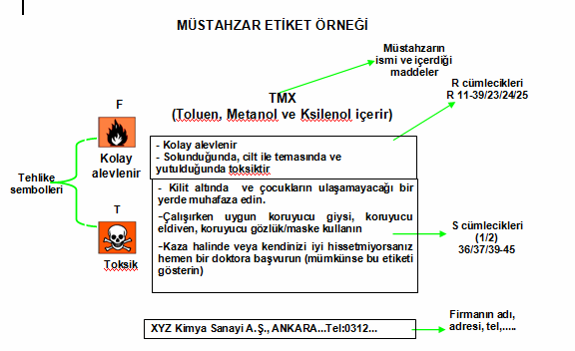 MÜSTAHZAR ETİKET ÖRNEĞİ
Müstahzarın
ismi ve içerdiği
maddeler
R cümlecikleri
R 11-39/23/24/25
TMX
(Toluen, Metanol ve Ksilenol içerir)
F
Kolay
alevlenir
- Kolay alevlenir
- Solunduğunda, cilt ile temasında ve
yutulduğunda toksiktir
Tehlike
sembolleri
- Kilit altında ve çocukların ulaşamayacağı bir
yerde muhafaza edin.
-Çalışırken uygun koruyucu giysi, koruyucu
eldiven, koruyucu gözlük/maske kullanın
-Kaza halinde veya kendinizi iyi hissetmiyorsanız
hemen bir doktora başvurun (mümkünse bu etiketi
gösterin)
T
Toksik
S cümlecikleri
(1/2)
36/37/39-45
XYZ Kimya Sanayi A.Ş., ANKARA...Tel:0312...
Firmanın adı,
adresi, tel,.....